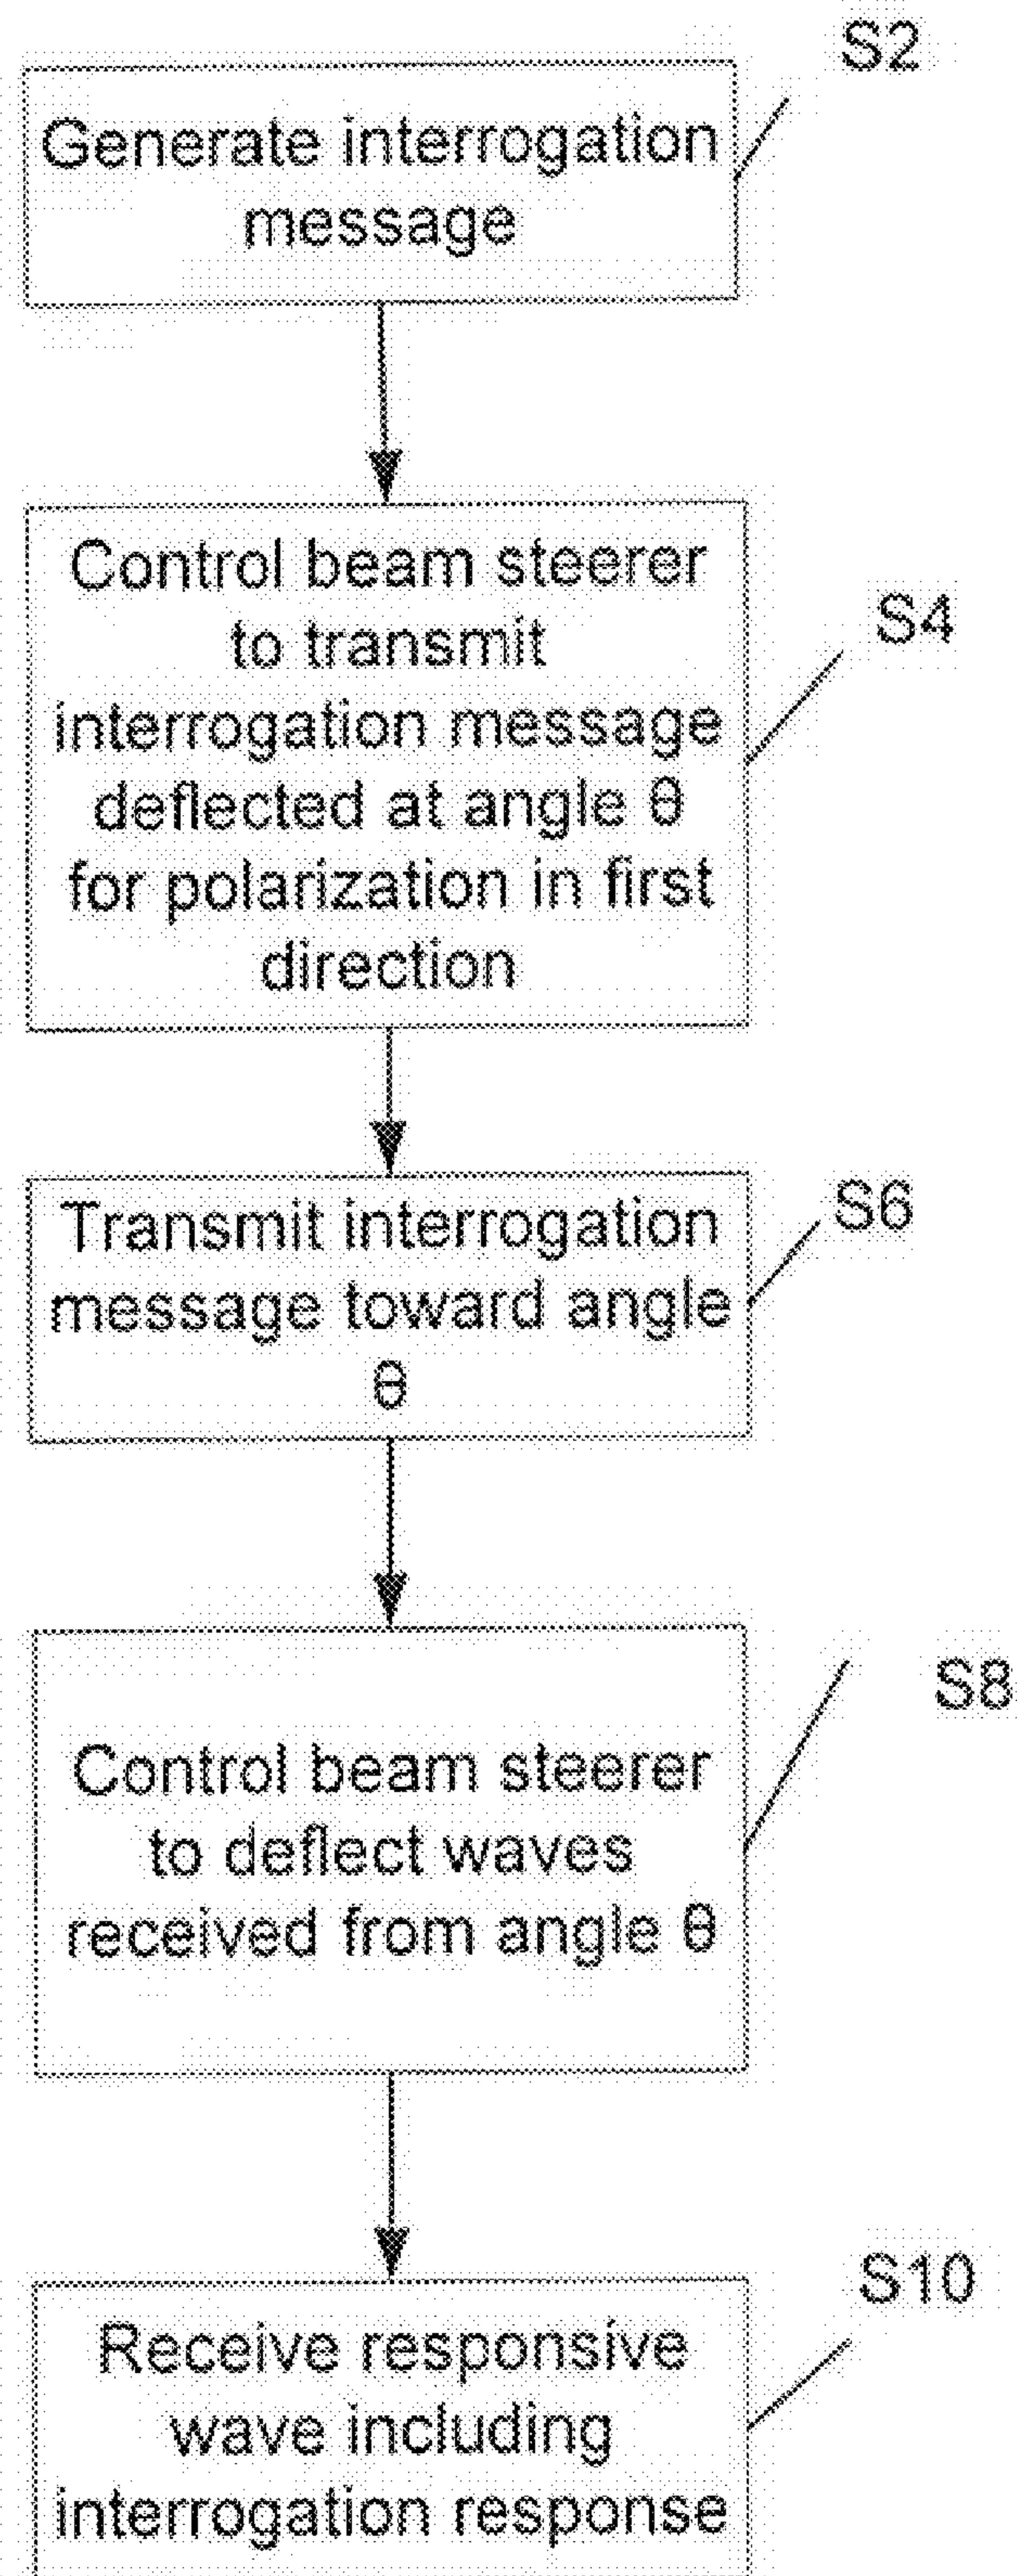 S2
Generate interrogation
message
Control beam steerer
to transmit
interrogation message
deflected at angle θ
for polarization in first
direction
S4
Transmit interrogation
message toward angle
θ
S6
Control beam steerer
to deflect waves
received from angle θ
S8
Receive responsive
wave including
interrogation response
S10